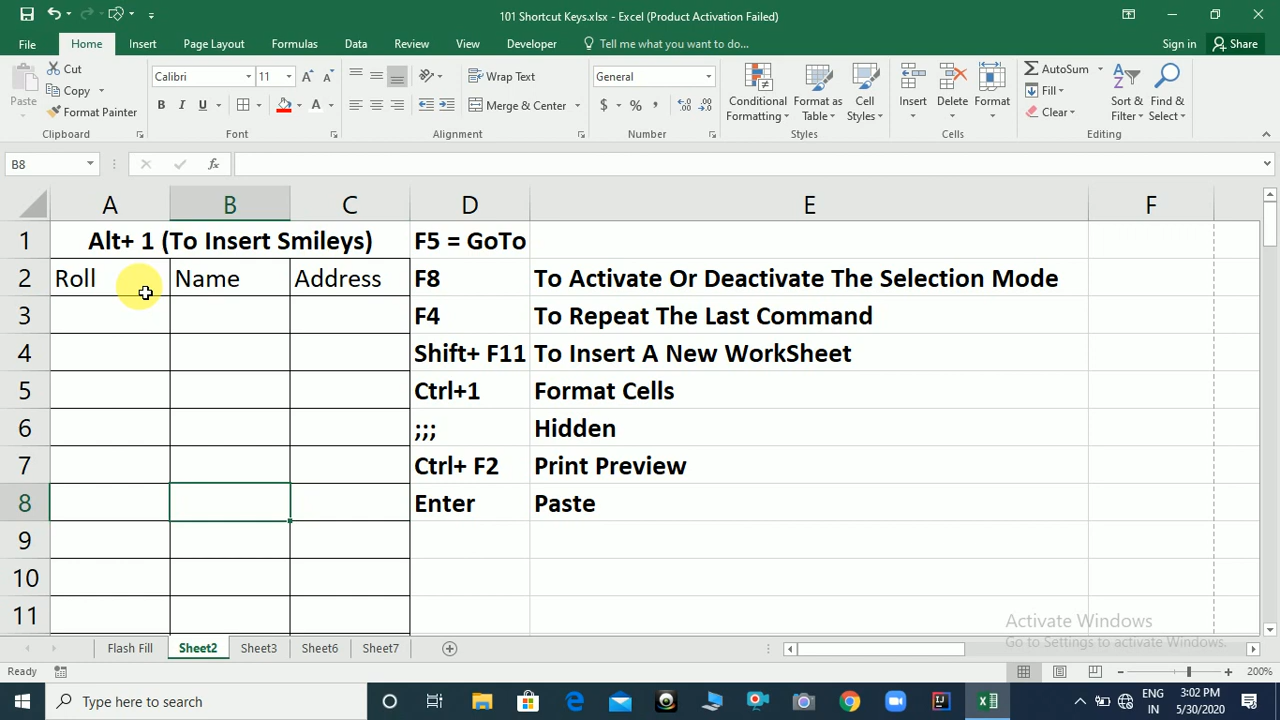 101 Shortcut Keys.xlsx - Excel (Product Activation Failed)
File Home Insert Page Layout Formulas Data Review View Developer Tell me what you want to do... Sign in Share
Paste Cut Copy Format Painter
Calibri 11 B I U A A A
Wrap Text Merge & Center
General $ % ,
Conditional Formatting Format as Table Cell Styles
Insert Delete Format
AutoSum Fill Clear Sort & Filter Find & Select
Clipboard Font Alignment Number Styles Cells Editing
B8 fx
A B C D E F
1 Alt+ 1 (To Insert Smileys) F5 = GoTo
2 Roll Name Address F8 To Activate Or Deactivate The Selection Mode
3 F4 To Repeat The Last Command
4 Shift+ F11 To Insert A New WorkSheet
5 Ctrl+1 Format Cells
6 ;;; Hidden
7 Ctrl+ F2 Print Preview
8 Enter Paste
9
10
11
Activate Windows
Go to Settings to activate Windows.
Flash Fill Sheet2 Sheet3 Sheet6 Sheet7
Ready 200%
Type here to search ENG IN 3:02 PM 5/30/2020